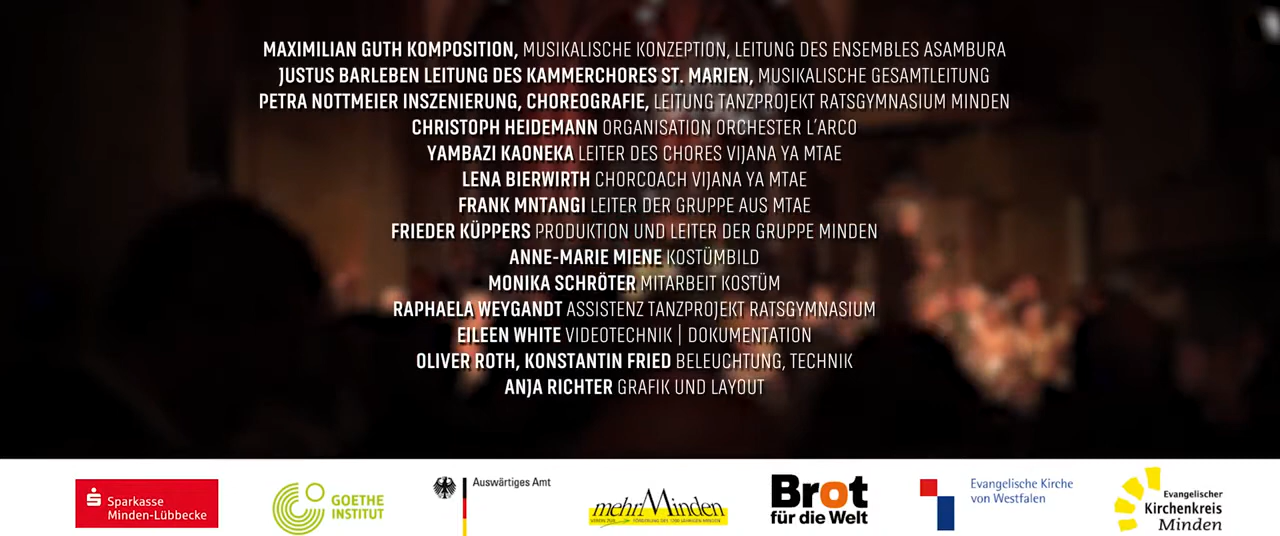 MAXIMILIAN GUTH KOMPOSITION, MUSIKALISCHE KONZEPTION, LEITUNG DES ENSEMBLES ASAMBURA
JUSTUS BARLEBEN LEITUNG DES KAMMERCHORES ST. MARIEN, MUSIKALISCHE GESAMTLEITUNG
PETRA NOTTMEIER INSZENIERUNG, CHOREOGRAFIE, LEITUNG TANZPROJEKT RATSGYMNASIUM MINDEN
CHRISTOPH HEIDEMANN ORGANISATION ORCHESTER L'ARCO
YAMBAZI KAONEKA LEITER DES CHORES VIJANA YA MTAE
LENA BIERWIRTH CHORCOACH VIJANA YA MTAE
FRANK MNTANGI LEITER DER GRUPPE AUS MTAE
FRIEDER KÜPPERS PRODUKTION UND LEITER DER GRUPPE MINDEN
ANNE-MARIE MIENE KOSTÜMBILD
MONIKA SCHRÖTER MITARBEIT KOSTÜM
RAPHAELA WEYGANDT ASSISTENZ TANZPROJEKT RATSGYMNASIUM
EILEEN WHITE VIDEOTECHNIK | DOKUMENTATION
OLIVER ROTH, KONSTANTIN FRIED BELEUCHTUNG, TECHNIK
ANJA RICHTER GRAFIK UND LAYOUT
Sparkasse
Minden-Lübbecke
GOETHE
INSTITUT
Auswärtiges Amt
mehrMinden
Brot
für die Welt
Evangelische Kirche
von Westfalen
Evangelischer
Kirchenkreis
Minden